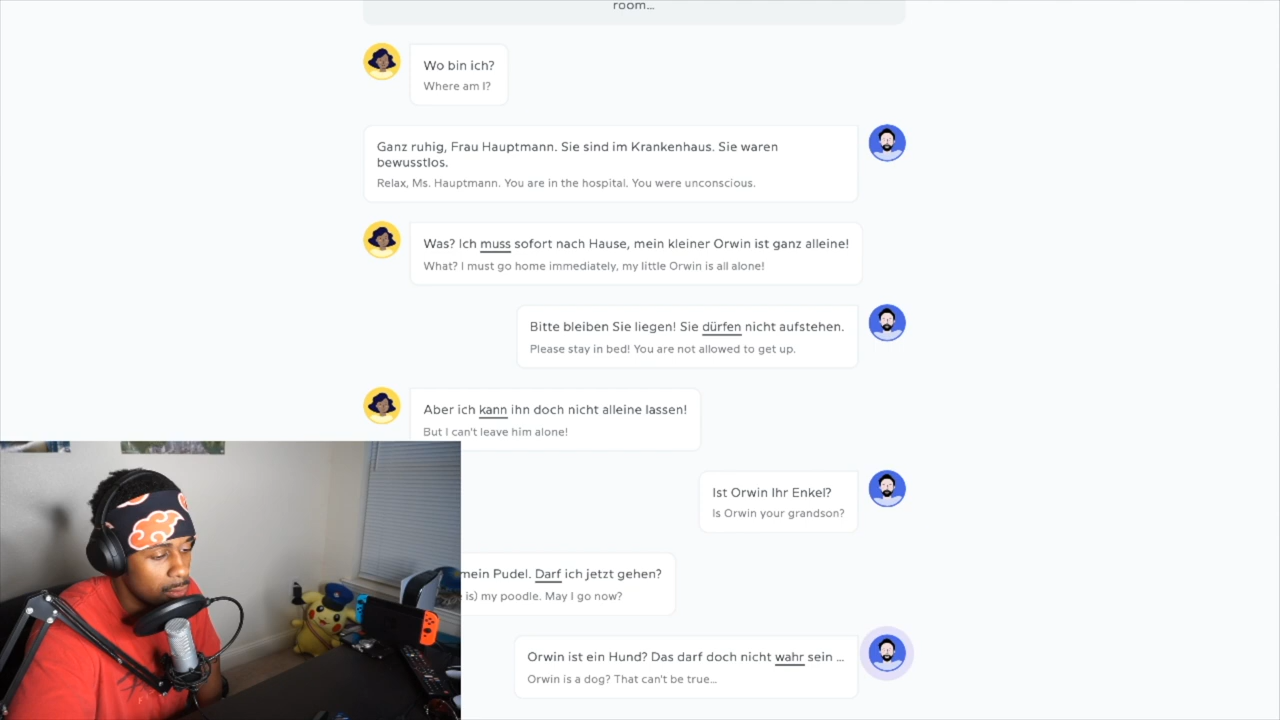 room...
Wo bin ich?
Where am I?
Ganz ruhig, Frau Hauptmann. Sie sind im Krankenhaus. Sie waren
bewusstlos.
Relax, Ms. Hauptmann. You are in the hospital. You were unconscious.
Was? Ich muss sofort nach Hause, mein kleiner Orwin ist ganz alleine!
What? I must go home immediately, my little Orwin is all alone!
Bitte bleiben Sie liegen! Sie dürfen nicht aufstehen.
Please stay in bed! You are not allowed to get up.
Aber ich kann ihn doch nicht alleine lassen!
But I can't leave him alone!
Ist Orwin Ihr Enkel?
Is Orwin your grandson?
mein Pudel. Darf ich jetzt gehen?
is) my poodle. May I go now?
Orwin ist ein Hund? Das darf doch nicht wahr sein ...
Orwin is a dog? That can't be true...